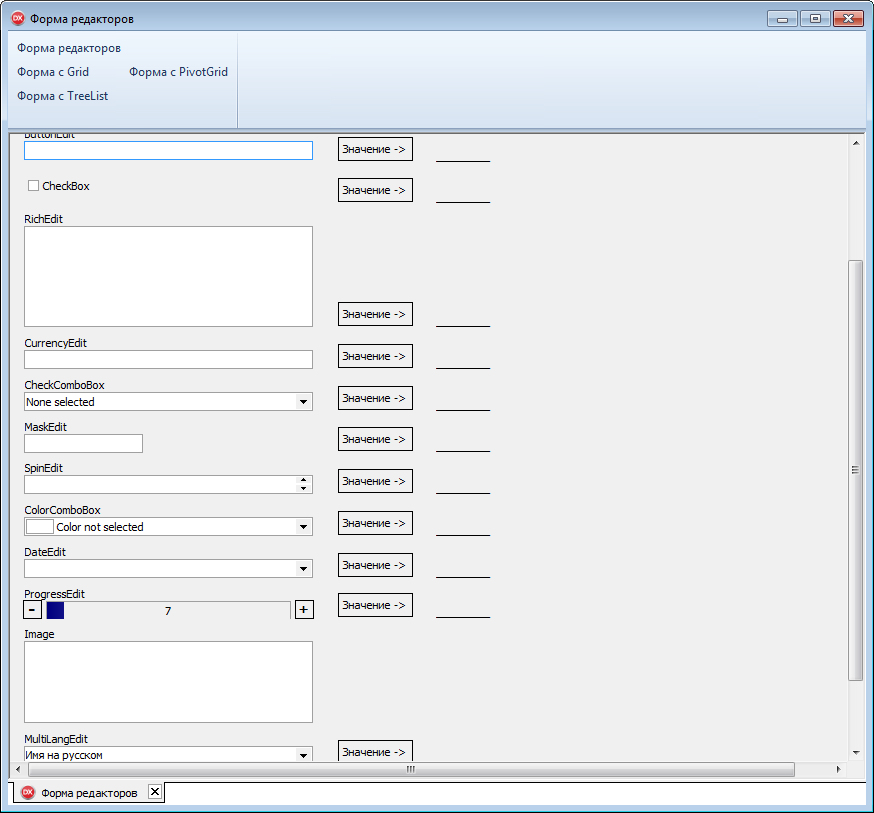 DX Форма редакторов
Форма редакторов
Форма с Grid Форма с PivotGrid
Форма с TreeList
ButtonEdit
Значение ->
CheckBox
Значение ->
RichEdit
Значение ->
CurrencyEdit
Значение ->
CheckComboBox
None selected
Значение ->
MaskEdit
Значение ->
SpinEdit
Значение ->
ColorComboBox
Color not selected
Значение ->
DateEdit
Значение ->
ProgressEdit
- 7 +
Значение ->
Image
MultiLangEdit
Имя на русском
Значение ->
DX Форма редакторов